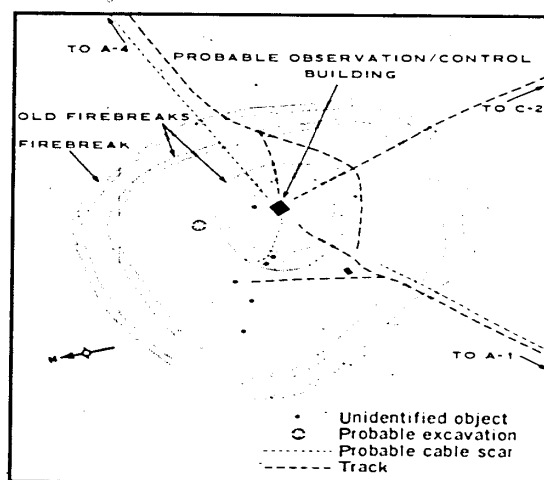 TO A-4
PROBABLE OBSERVATION/CONTROL
BUILDING
TO C-2
OLD FIREBREAKS
FIREBREAK
N
TO A-1
Unidentified object
Probable excavation
Probable cable scar
Track